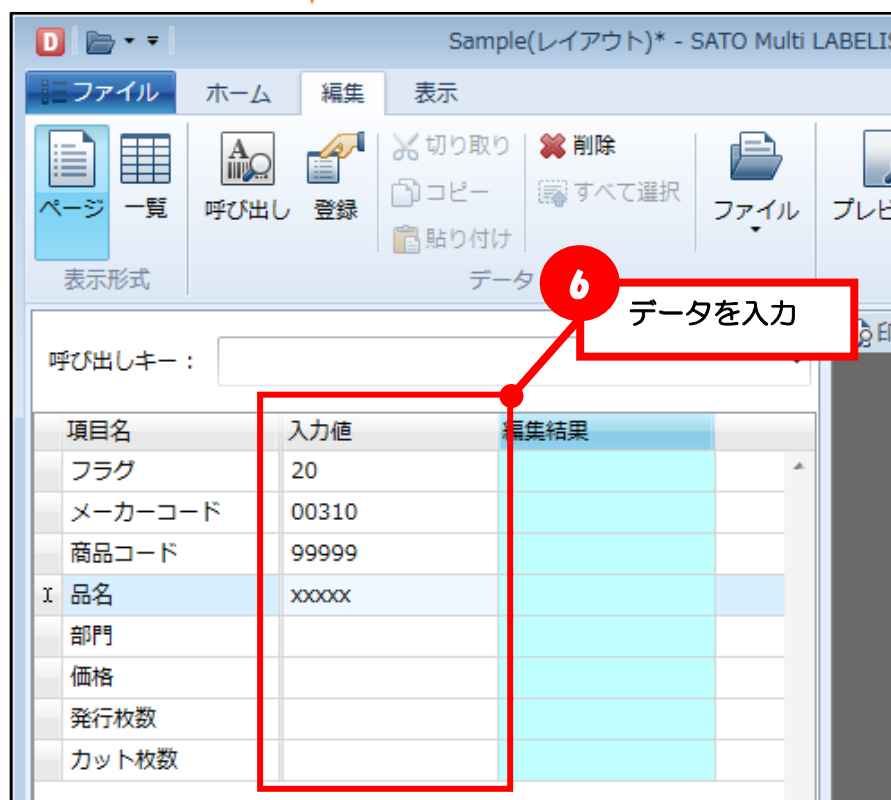 D
Sample(レイアウト)* - SATO Multi LABELIS
ファイル ホーム 編集 表示
ページ 一覧 呼び出し 登録 切り取り コピー 貼り付け 削除 すべて選択 ファイル プレビ
表示形式 データ
6 データを入力
呼び出しキー: 印
項目名 入力値 編集結果
フラグ 20
メーカーコード 00310
商品コード 99999
品名 xxxxx
部門
価格
発行枚数
カット枚数